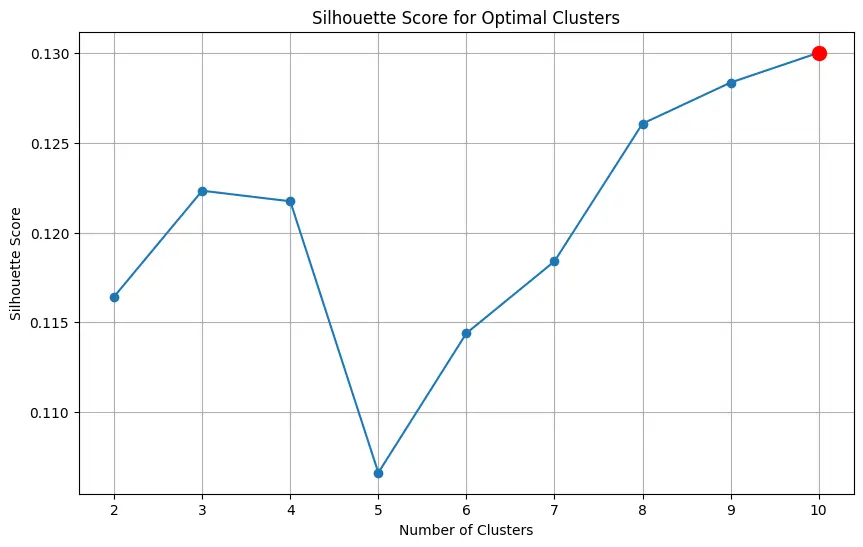 Silhouette Score for Optimal Clusters
0.130
0.125
0.120
0.115
0.110
Silhouette Score
2 3 4 5 6 7 8 9 10
Number of Clusters